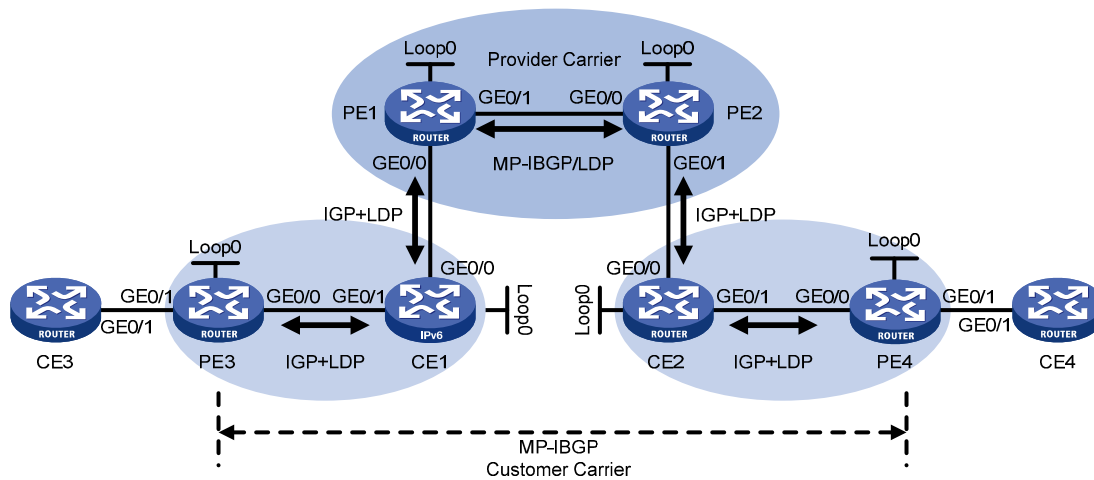 Loop0
Provider Carrier
Loop0
PE1
GE0/1
GE0/0
PE2
ROUTER
ROUTER
GE0/0
MP-IBGP/LDP
GE0/1
IGP+LDP
IGP+LDP
Loop0
Loop0
GE0/0
GE0/0
GE0/1
GE0/0
GE0/1
Loop0
Loop0
GE0/1
GE0/0
GE0/1
ROUTER
GE0/1
ROUTER
IPv6
ROUTER
ROUTER
GE0/1
ROUTER
CE3
PE3
IGP+LDP
CE1
CE2
IGP+LDP
PE4
CE4
MP-IBGP
Customer Carrier